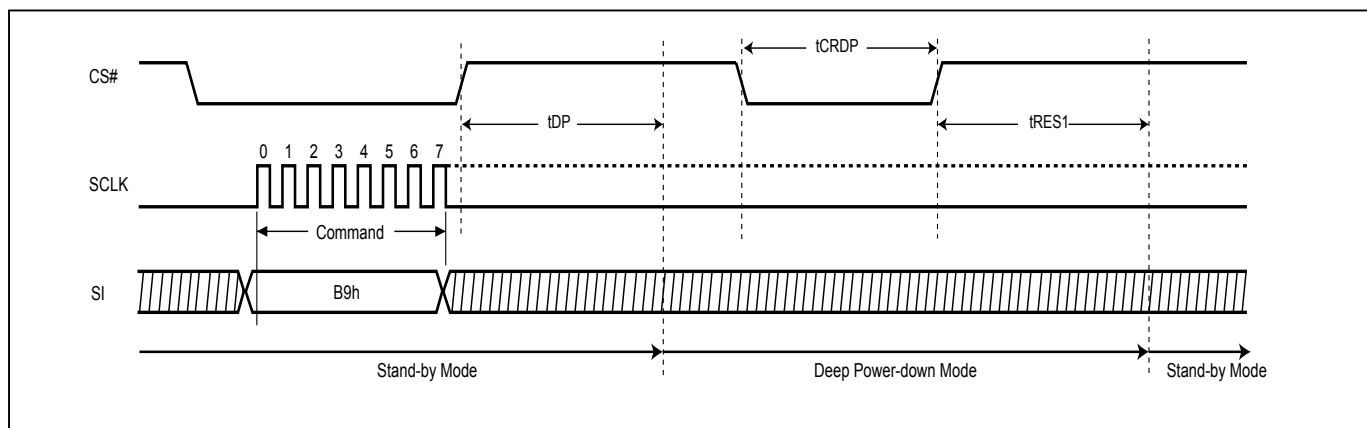 tCRDP
CS#
tDP
tRES1
0 1 2 3 4 5 6 7
SCLK
Command
SI
B9h
Stand-by Mode
Deep Power-down Mode
Stand-by Mode